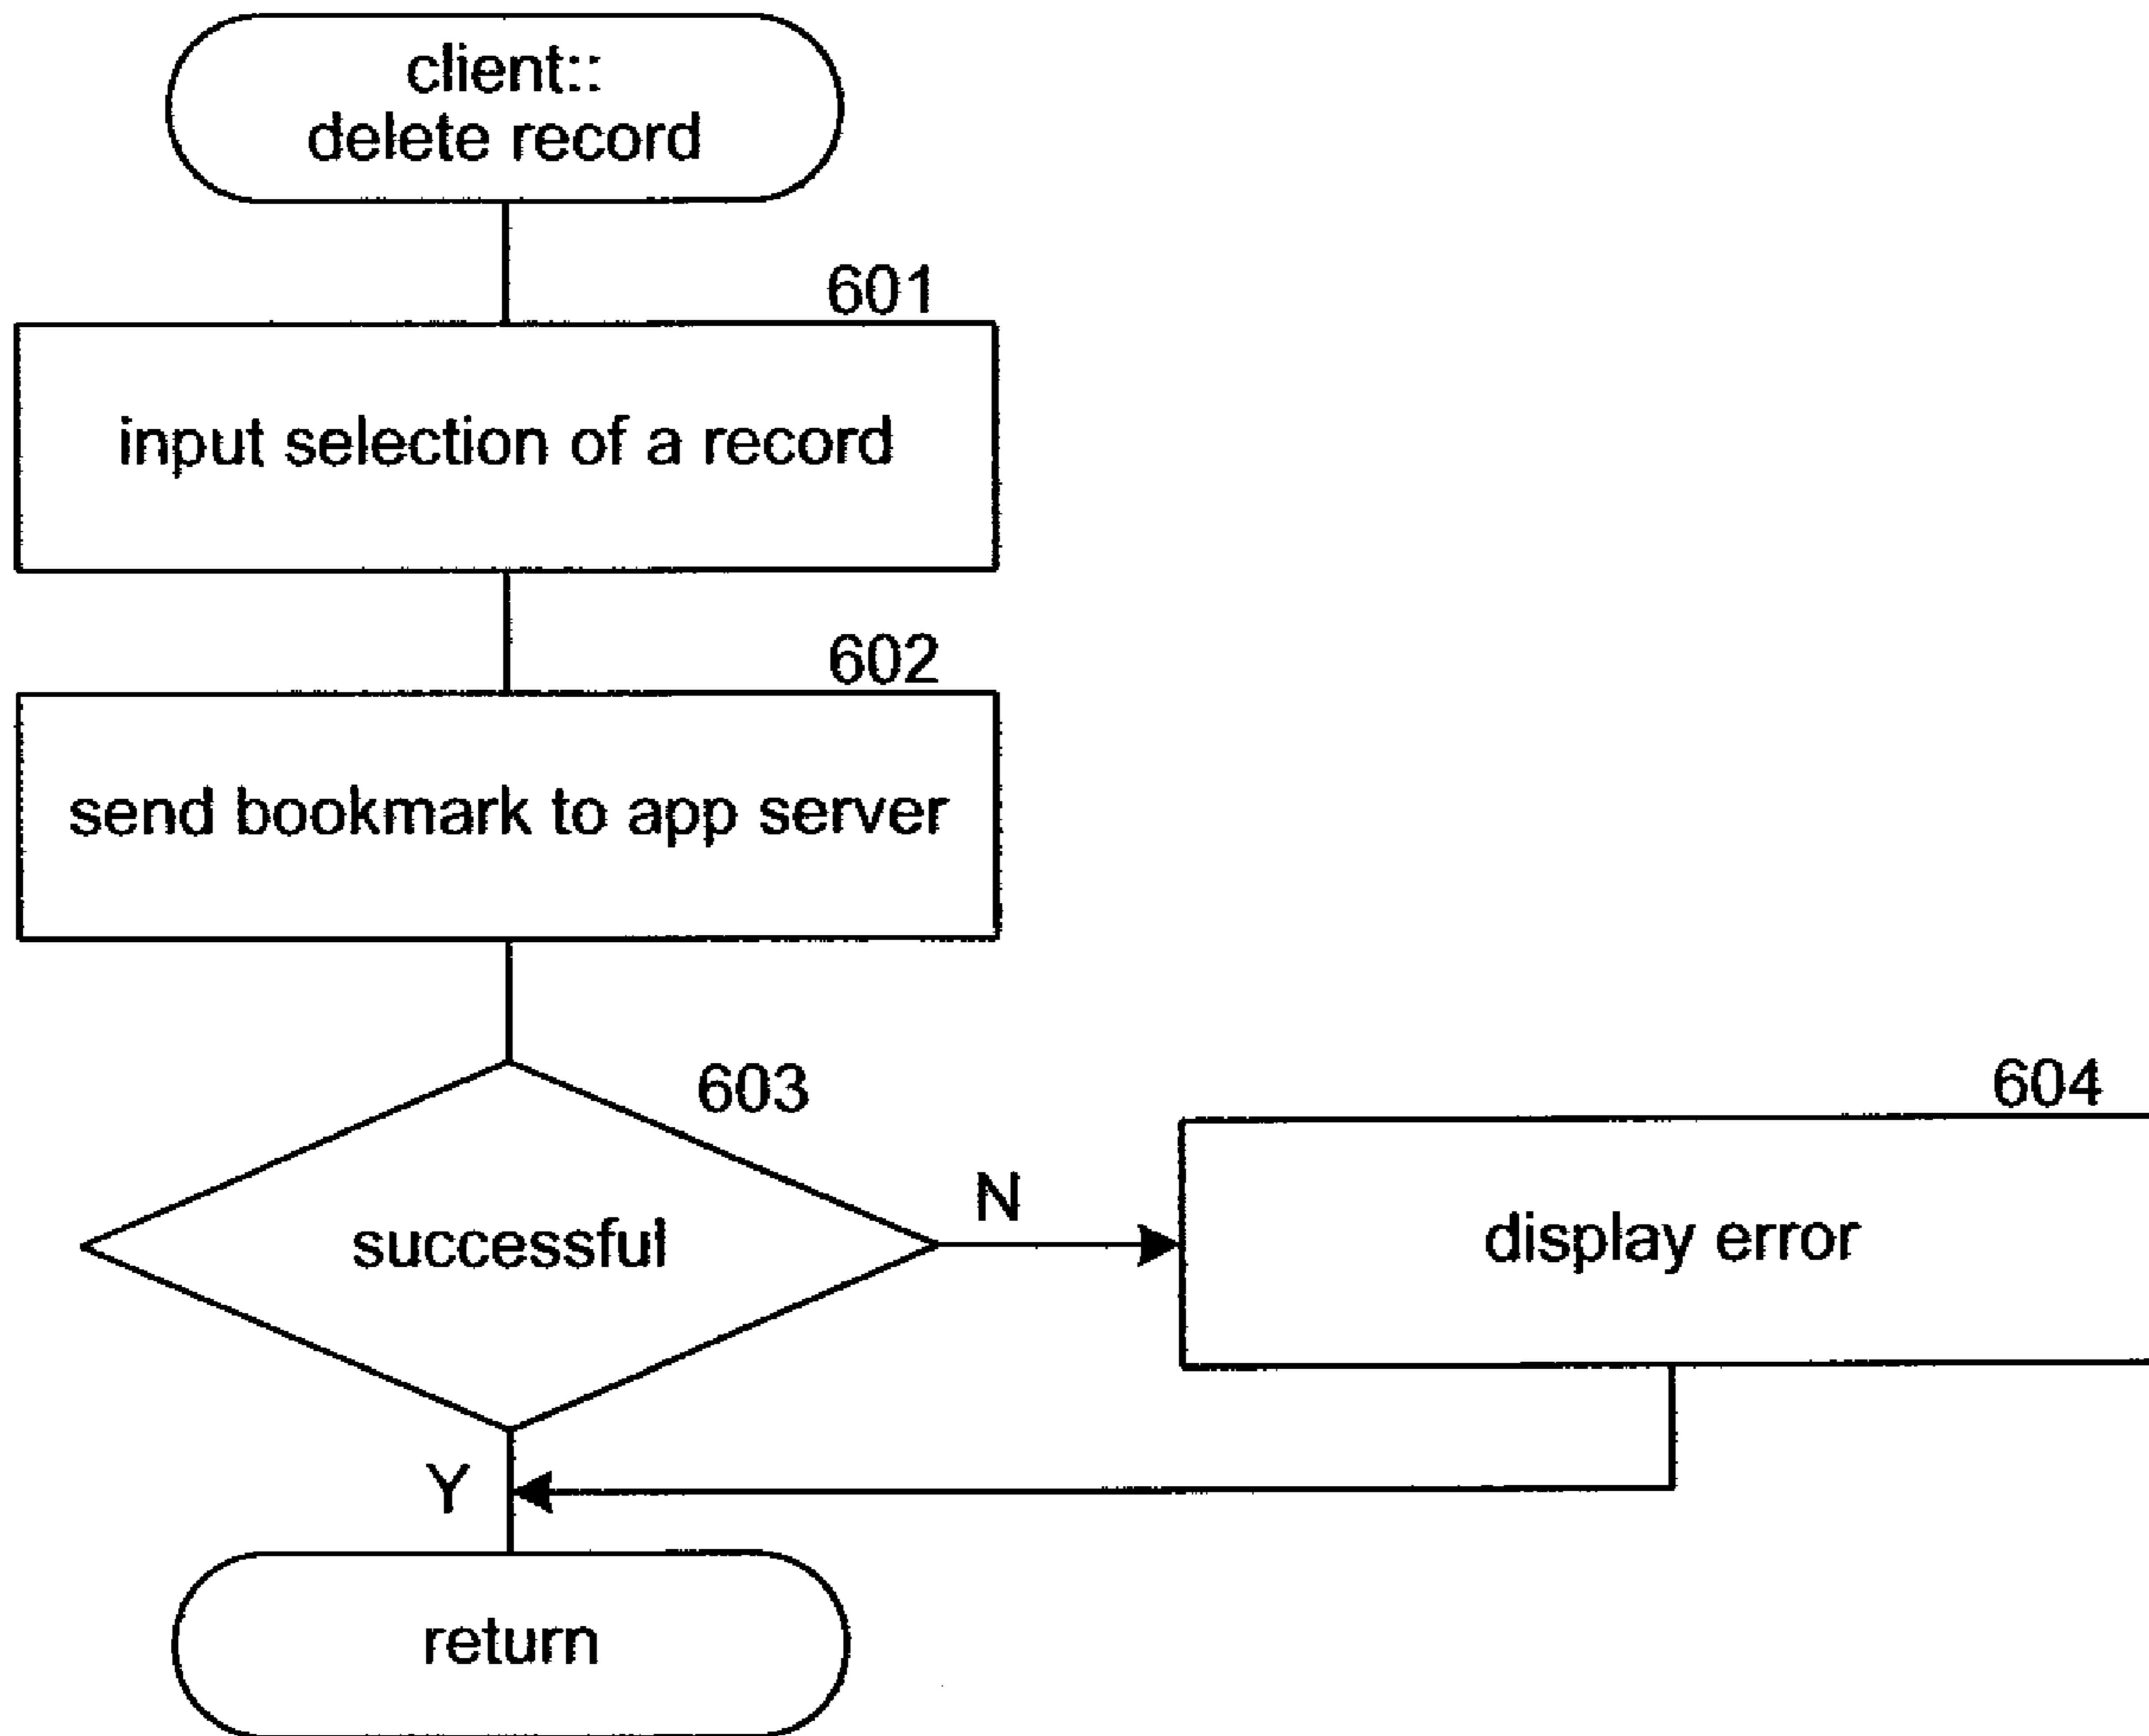 client::
delete record
601
input selection of a record
602
send bookmark to app server
603
604
N
successful
display error
Y
return